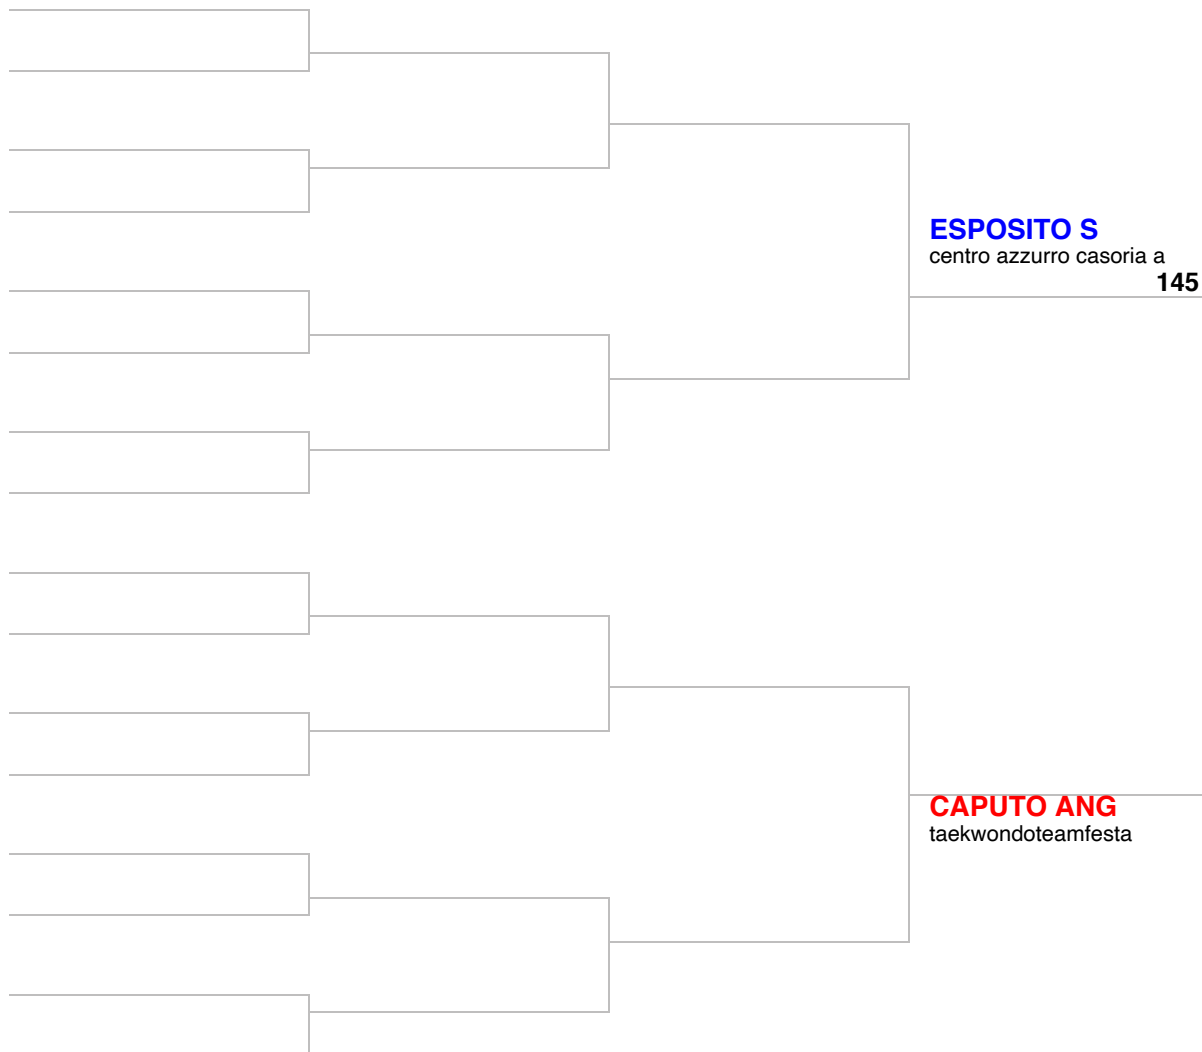 ESPOSITO S
centro azzurro casoria a
145
CAPUTO ANG
taekwondoteamfesta